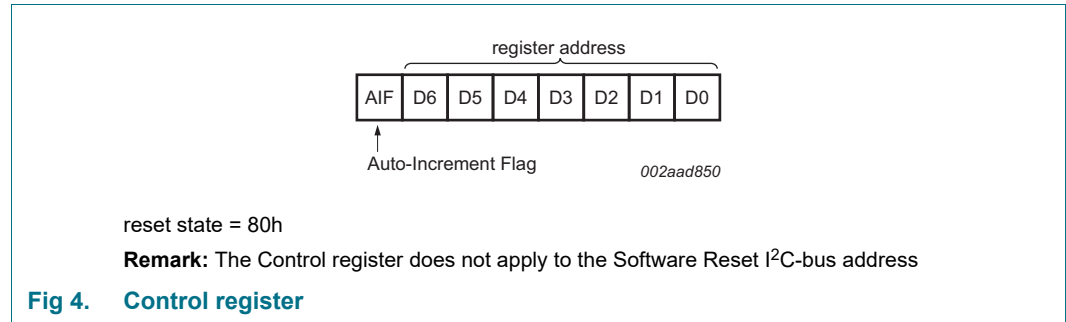 register address
AIF D6 D5 D4 D3 D2 D1 D0
Auto-Increment Flag
002aad850
reset state = 80h
Remark: The Control register does not apply to the Software Reset I²C-bus address
Fig 4. Control register